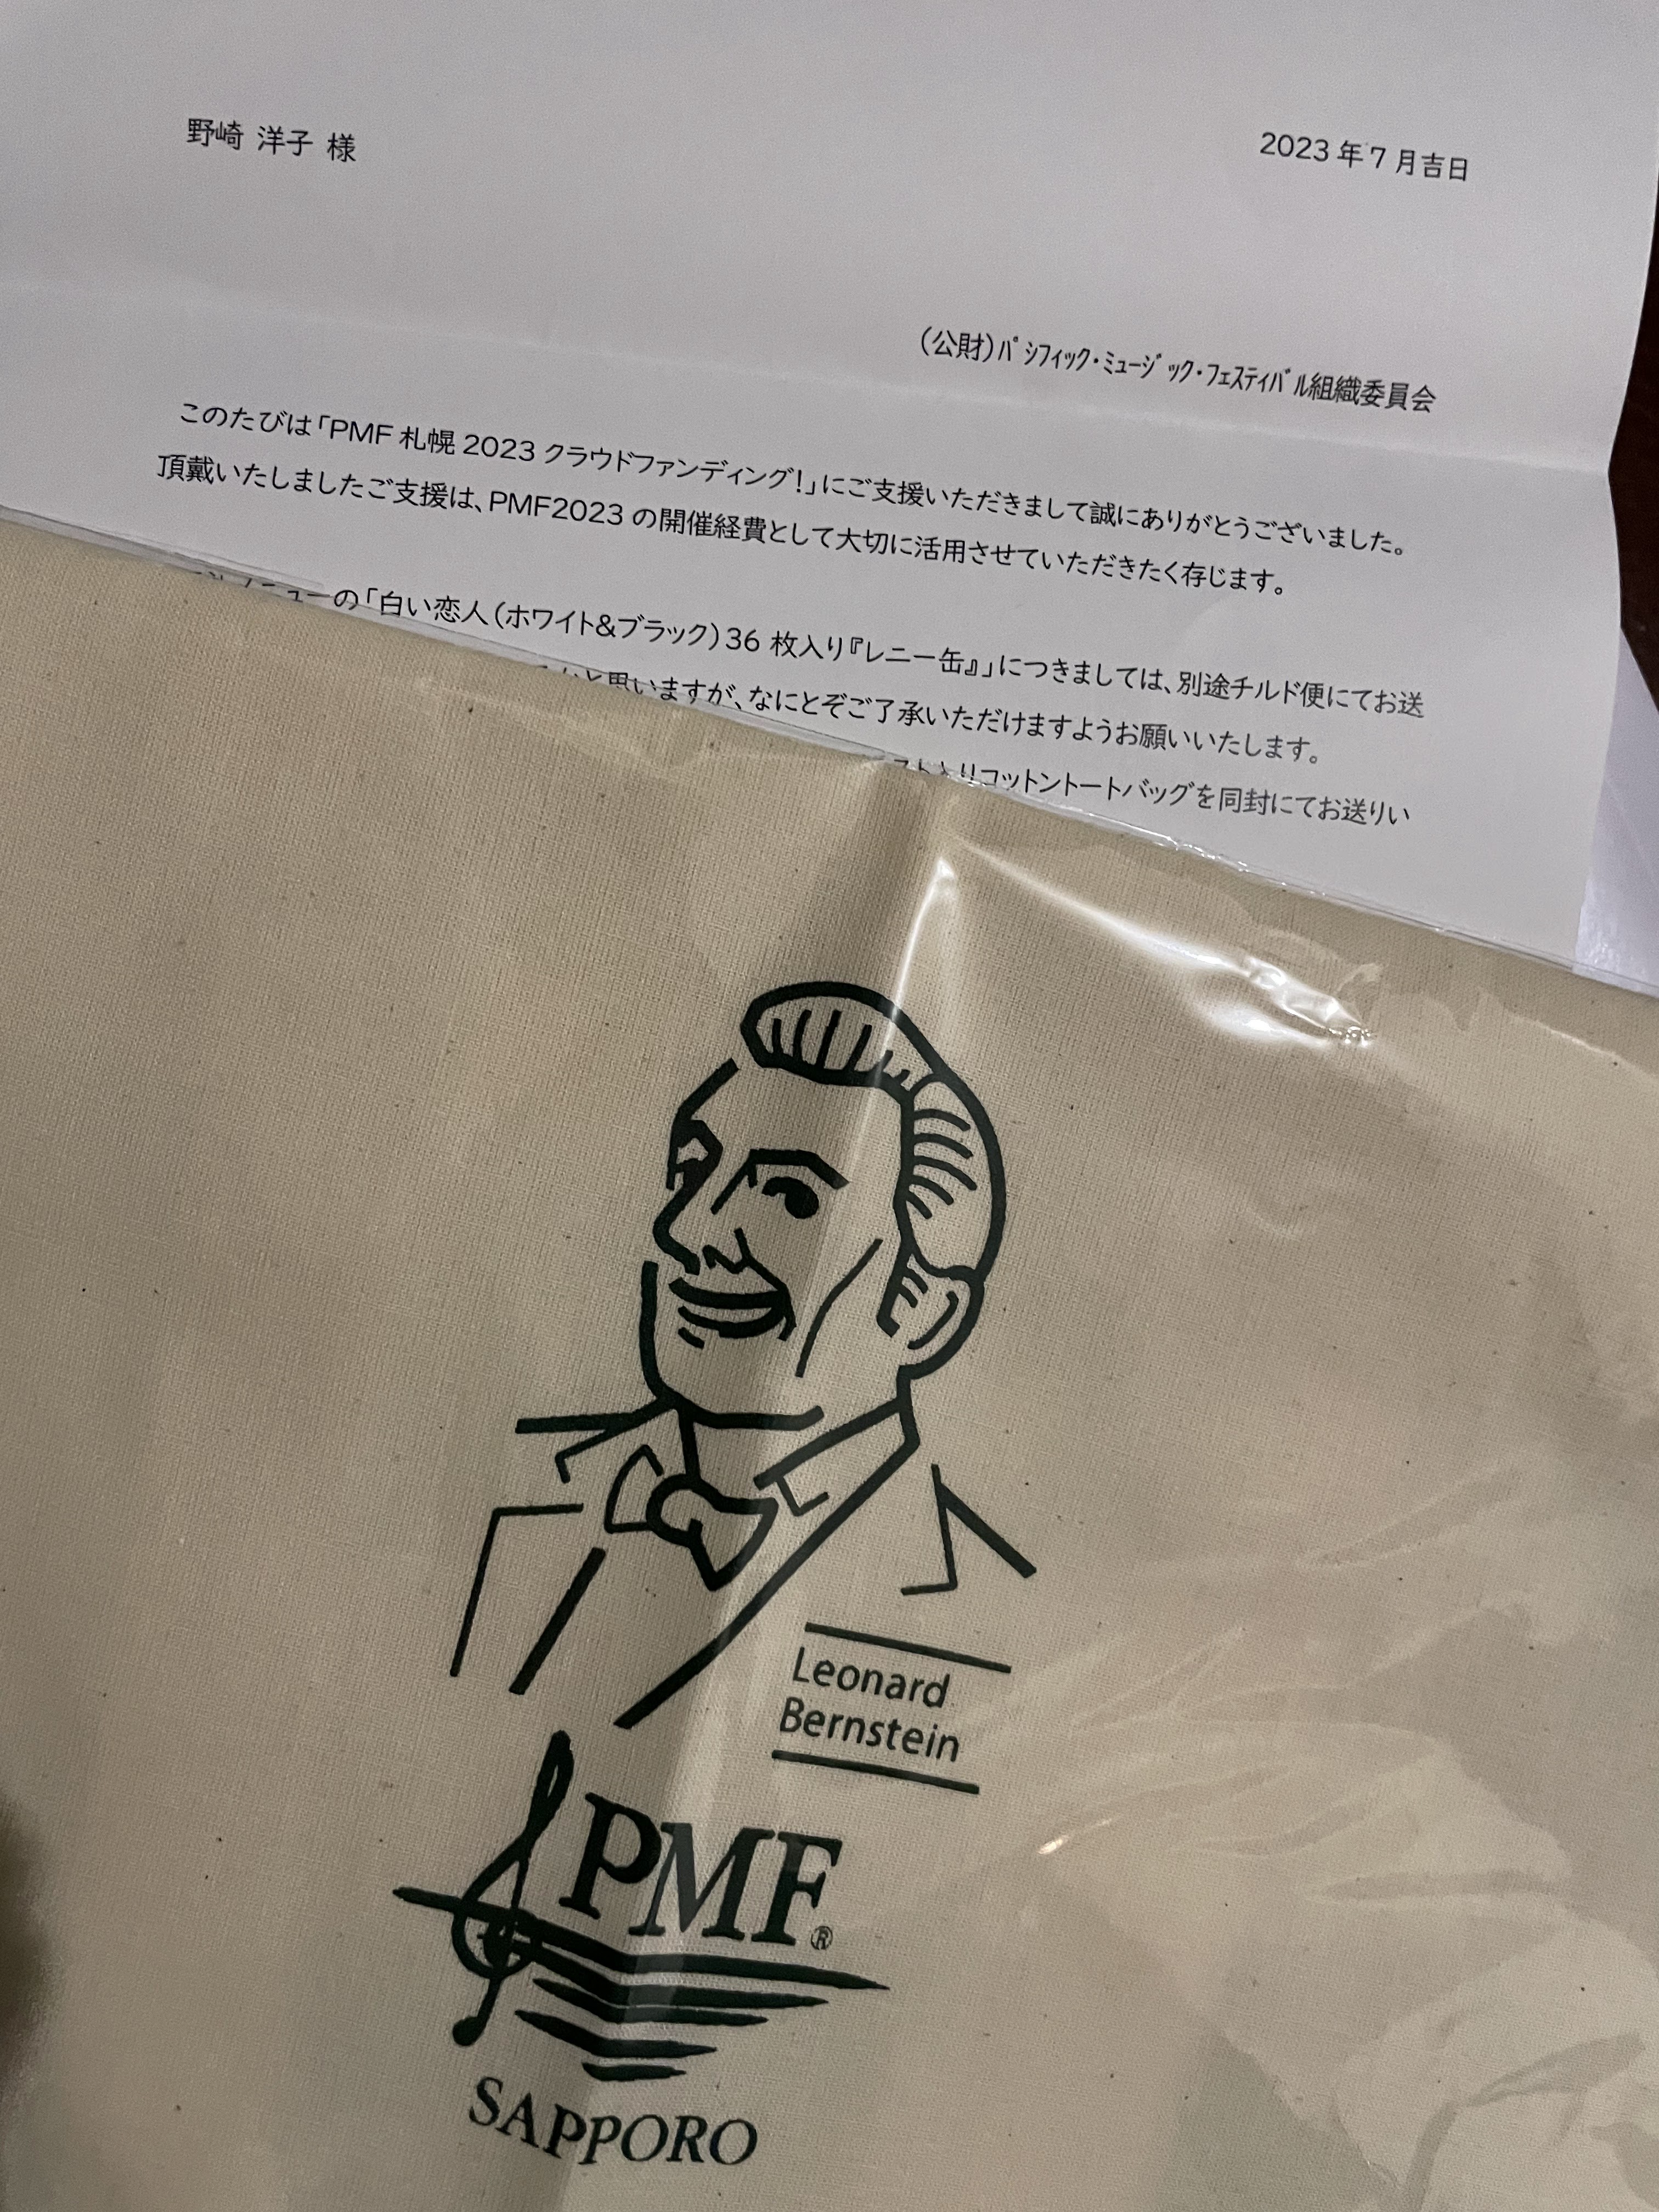 野崎 洋子 様
2023年7月吉日
(公財)ﾊﾟｼﾌｨｯｸ・ﾐｭｰｼﾞｯｸ・ﾌｪｽﾃｨﾊﾞﾙ組織委員会
このたびは「PMF 札幌 2023 クラウドファンディング!」にご支援いただきまして誠にありがとうございました。
頂戴いたしましたご支援は、PMF2023 の開催経費として大切に活用させていただきたく存じます。
ューの「白い恋人(ホワイト&ブラック)36 枚入り『レニー缶』」につきましては、別途チルド便にてお送
と思いますが、なにとぞご了承いただけますようお願いいたします。
コットントートバッグを同封にてお送りい
Leonard
Bernstein
PMF®
SAPPORO